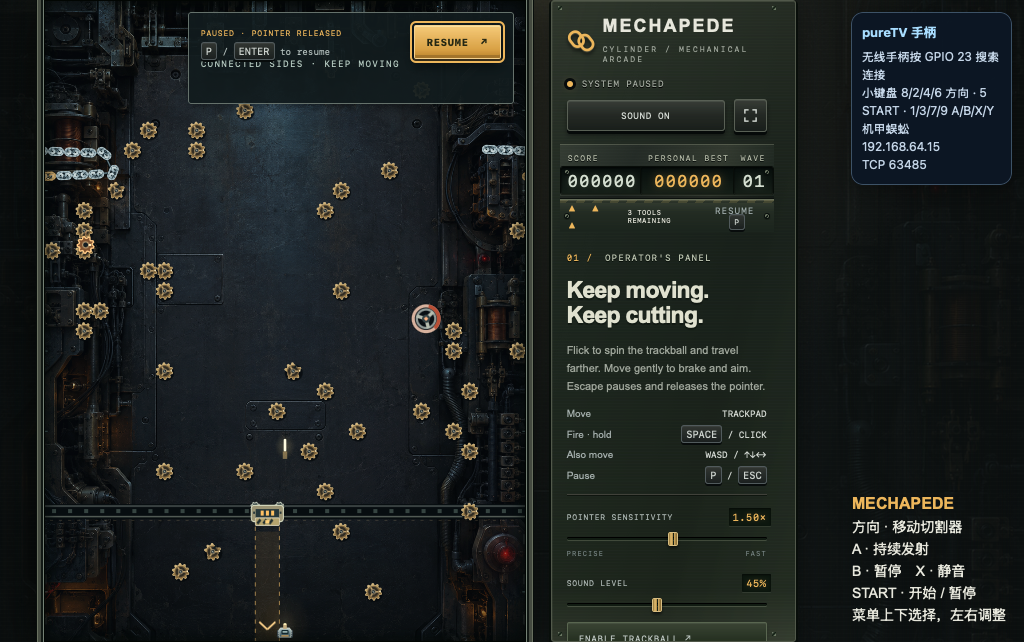 PAUSED · POINTER RELEASED
P / ENTER to resume
RESUME ↗
CONNECTED SIDES · KEEP MOVING
MECHAPEDE
CYLINDER / MECHANICAL
ARCADE
SYSTEM PAUSED
SOUND ON
SCORE PERSONAL BEST WAVE
000000 000000 01
3 TOOLS
REMAINING
RESUME
P
01 / OPERATOR'S PANEL
Keep moving.
Keep cutting.
Flick to spin the trackball and travel
farther. Move gently to brake and aim.
Escape pauses and releases the pointer.
Move TRACKPAD
Fire · hold SPACE / CLICK
Also move WASD / ↑↓↔
Pause P / ESC
POINTER SENSITIVITY 1.50×
PRECISE FAST
SOUND LEVEL 45%
ENABLE TRACKBALL ↗
pureTV 手柄
无线手柄按 GPIO 23 搜索
连接
小键盘 8/2/4/6 方向 · 5
START · 1/3/7/9 A/B/X/Y
机甲蜈蚣
192.168.64.15
TCP 63485
MECHAPEDE
方向 · 移动切割器
A · 持续发射
B · 暂停 X · 静音
START · 开始 / 暂停
菜单上下选择，左右调整